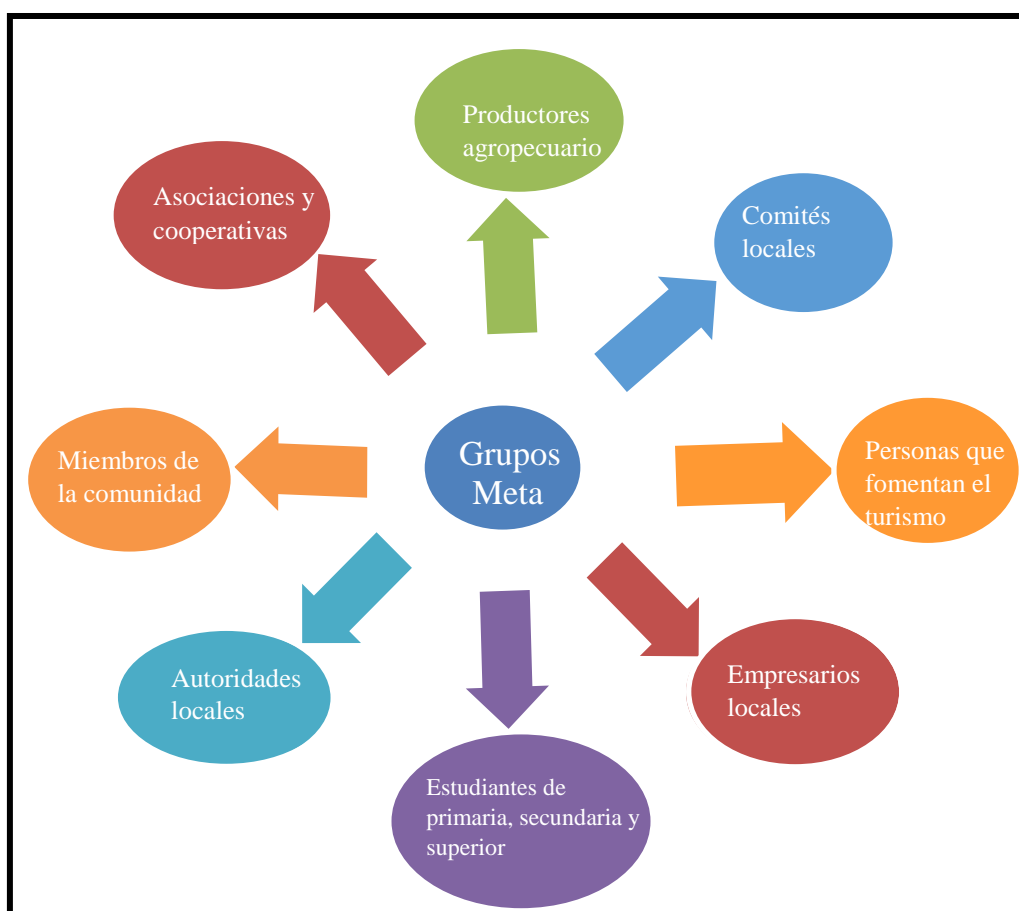 Productores
agropecuario
Asociaciones y
cooperativas
Comités
locales
Grupos
Meta
Miembros de
la comunidad
Personas que
fomentan el
turismo
Autoridades
locales
Empresarios
locales
Estudiantes de
primaria, secundaria y
superior